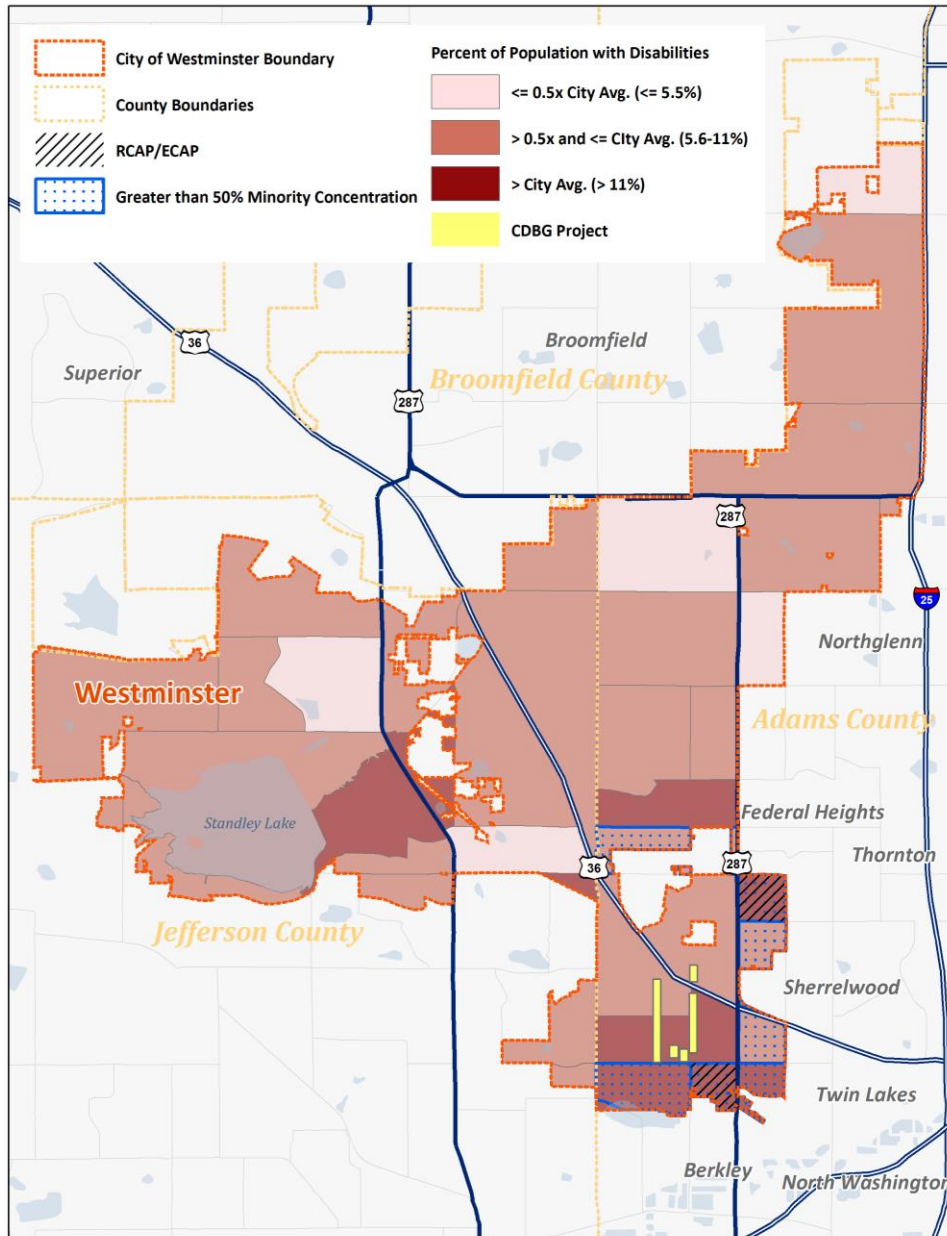 City of Westminster Boundary
County Boundaries
RCAP/ECAP
Greater than 50% Minority Concentration
Percent of Population with Disabilities
<= 0.5x City Avg. (<= 5.5%)
> 0.5x and <= CIty Avg. (5.6-11%)
> City Avg. (> 11%)
CDBG Project
36
Superior
Broomfield
Broomfield County
287
287
25
Northglenn
Westminster
Adams County
Standley Lake
Federal Heights
Thornton
36
287
Jefferson County
Sherrelwood
Twin Lakes
Berkley
North Washington